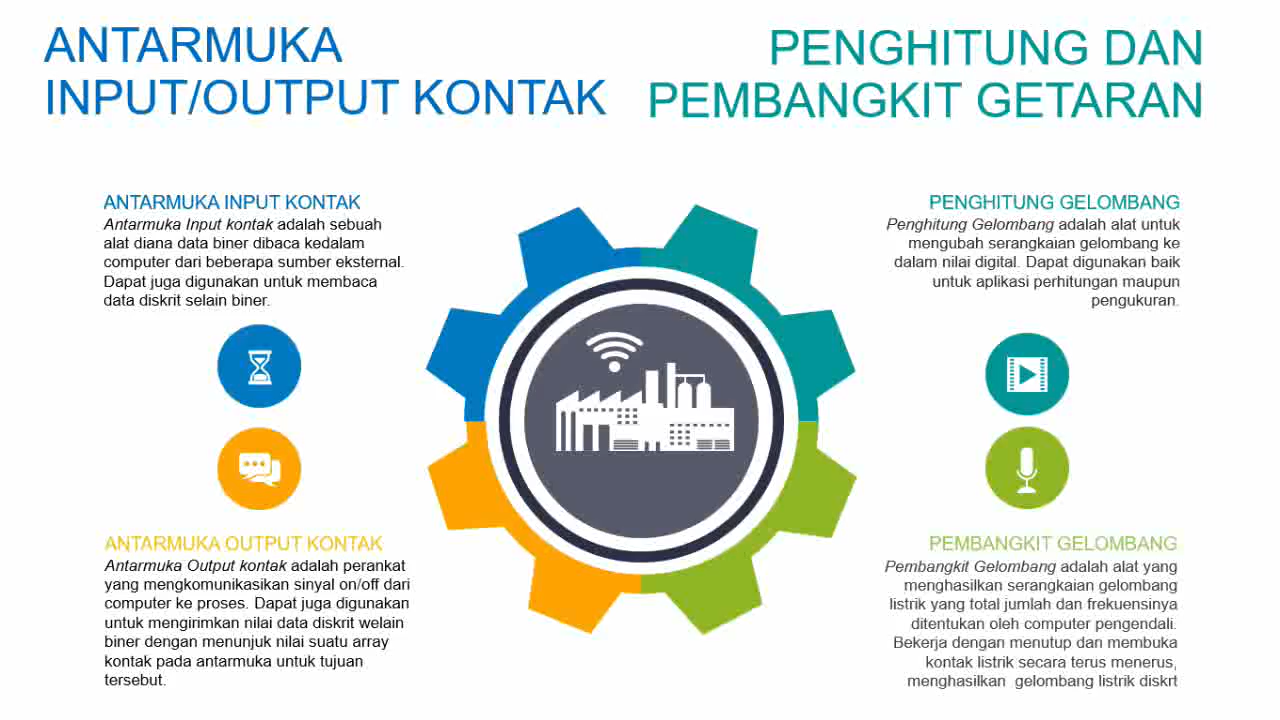 ANTARMUKA
INPUT/OUTPUT KONTAK
PENGHITUNG DAN
PEMBANGKIT GETARAN
ANTARMUKA INPUT KONTAK
Antarmuka Input kontak adalah sebuah
alat diana data biner dibaca kedalam
computer dari beberapa sumber eksternal.
Dapat juga digunakan untuk membaca
data diskrit selain biner.
PENGHITUNG GELOMBANG
Penghitung Gelombang adalah alat untuk
mengubah serangkaian gelombang ke
dalam nilai digital. Dapat digunakan baik
untuk aplikasi perhitungan maupun
pengukuran.
ANTARMUKA OUTPUT KONTAK
Antarmuka Output kontak adalah perankat
yang mengkomunikasikan sinyal on/off dari
computer ke proses. Dapat juga digunakan
untuk mengirimkan nilai data diskrit welain
biner dengan menunjuk nilai suatu array
kontak pada antarmuka untuk tujuan
tersebut.
PEMBANGKIT GELOMBANG
Pembangkit Gelombang adalah alat yang
menghasilkan serangkaian gelombang
listrik yang total jumlah dan frekuensinya
ditentukan oleh computer pengendali.
Bekerja dengan menutup dan membuka
kontak listrik secara terus menerus,
menghasilkan gelombang listrik diskrt